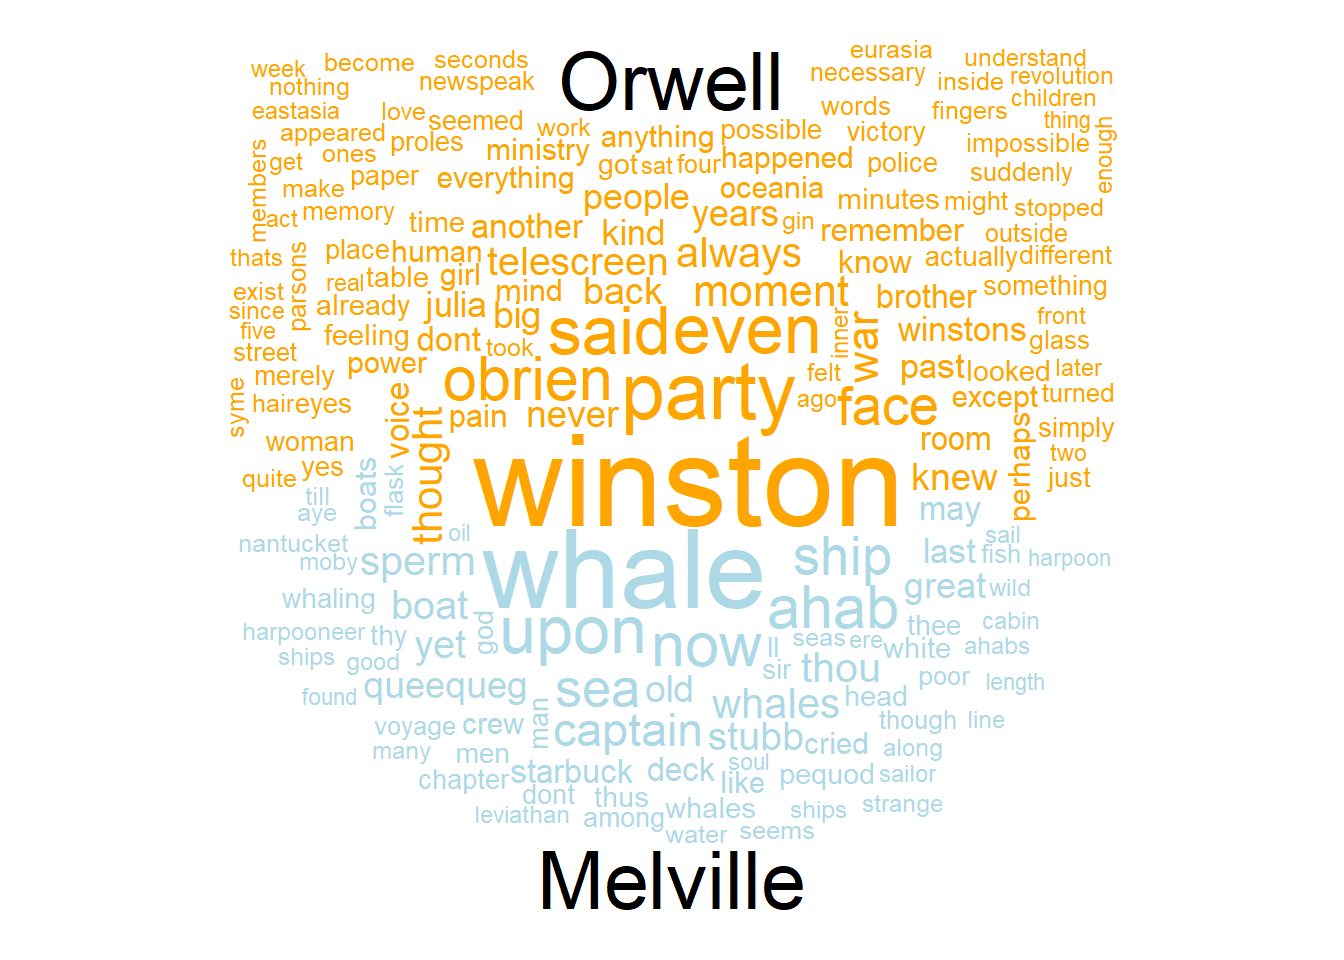 Orwell
eurasia
understand
week
become
seconds
necessary
inside
revolution
nothing
newspeak
words
fingers
children
eastasia
love
seemed
work
anything
possible
victory
thing
appeared
proles
ministry
got
sat
four
happened
police
impossible
enough
members
get
ones
paper
everything
people
oceania
minutes
might
suddenly
make
act
memory
time
another
kind
years
gin
remember
stopped
outside
thats
parsons
place
human
telescreen
always
know
actually
different
real
table
girl
mind
back
moment
brother
something
exist
since
already
julia
big
said
even
inner
war
winstons
front
five
feeling
dont
took
glass
street
merely
power
obrien
party
felt
past
looked
later
syme
hair
eyes
voice
thought
pain
never
ago
face
except
turned
woman
room
perhaps
simply
quite
yes
winston
knew
two
just
till
boats
flask
may
aye
nantucket
moby
sperm
oil
whale
ship
last
sail
fish
harpoon
whaling
boat
ahab
great
wild
harpooneer
thy
yet
god
upon
now
ll
seas
ere
white
thee
cabin
ahabs
ships
good
sir
thou
poor
length
found
queequeg
sea
old
whales
head
voyage
crew
man
captain
stubb
cried
though
line
many
men
along
chapter
starbuck
deck
soul
like
pequod
sailor
dont
thus
leviathan
among
whales
ships
strange
water
seems
Melville